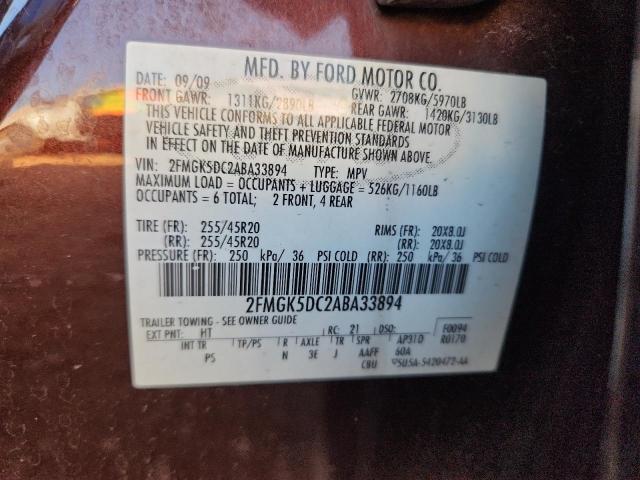 MFD. BY FORD MOTOR CO.
DATE: 09/09 GVWR: 2708KG/5970LB
FRONT GAWR: 1311KG/2890LB REAR GAWR: 1420KG/3130LB
THIS VEHICLE CONFORMS TO ALL APPLICABLE FEDERAL MOTOR
VEHICLE SAFETY AND THEFT PREVENTION STANDARDS
IN EFFECT ON THE DATE OF MANUFACTURE SHOWN ABOVE.
VIN: 2FMGK5DC2ABA33894 TYPE: MPV
MAXIMUM LOAD = OCCUPANTS + LUGGAGE = 526KG/1160LB
OCCUPANTS = 6 TOTAL; 2 FRONT, 4 REAR
TIRE (FR): 255/45R20 RIMS (FR): 20X8.0J
(RR): 255/45R20 (RR): 20X8.0J
PRESSURE (FR): 250 kPa/ 36 PSI COLD (RR): 250 kPa/ 36 PSI COLD
2FMGK5DC2ABA33894
TRAILER TOWING - SEE OWNER GUIDE F0094
EXT PNT: HT RC: 21 DSO: R0170
INT TR TP/PS R AXLE TR SPR AP31D
PS N 3E J AAFF 60A
CBU 5U5A-5420472-AA